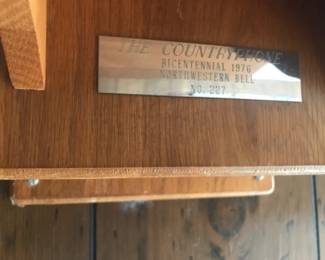 THE COUNTRYPHONE
BICENTENNIAL 1976
NORTHWESTERN BELL
NO. 227